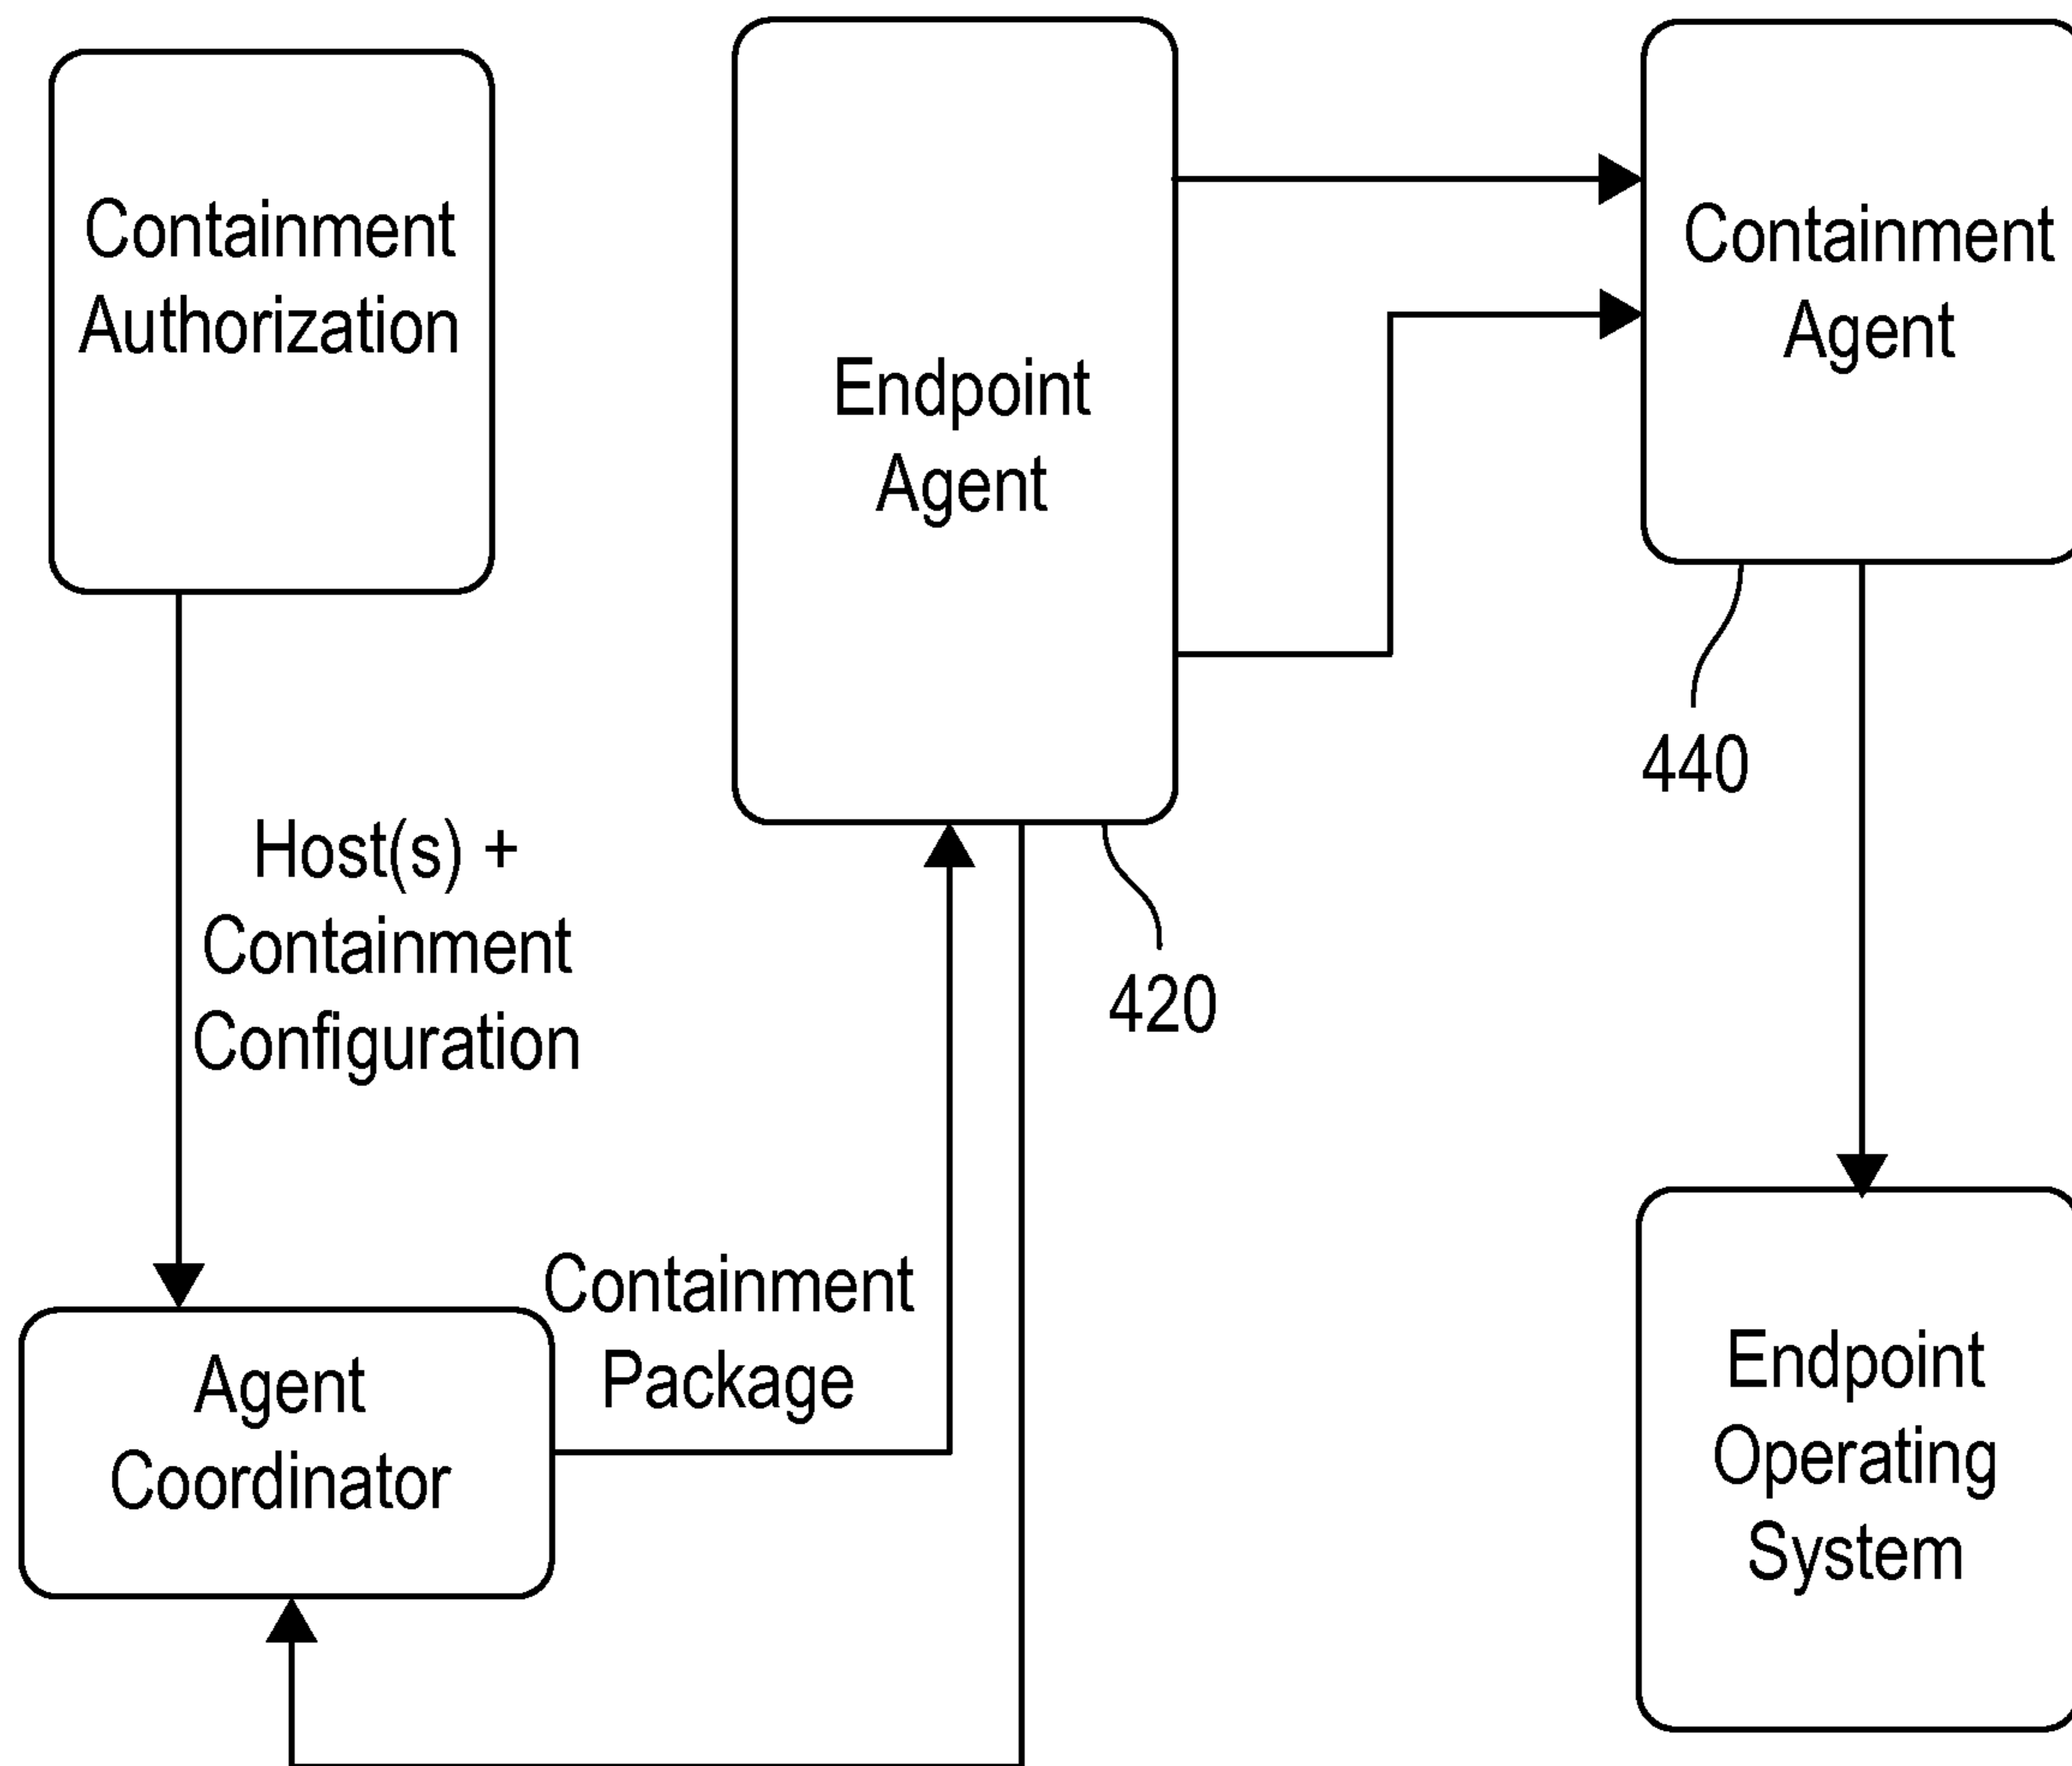 Containment
Authorization
Endpoint
Agent
Containment
Agent
440
Host(s) +
Containment
Configuration
420
Containment
Package
Agent
Coordinator
Endpoint
Operating
System